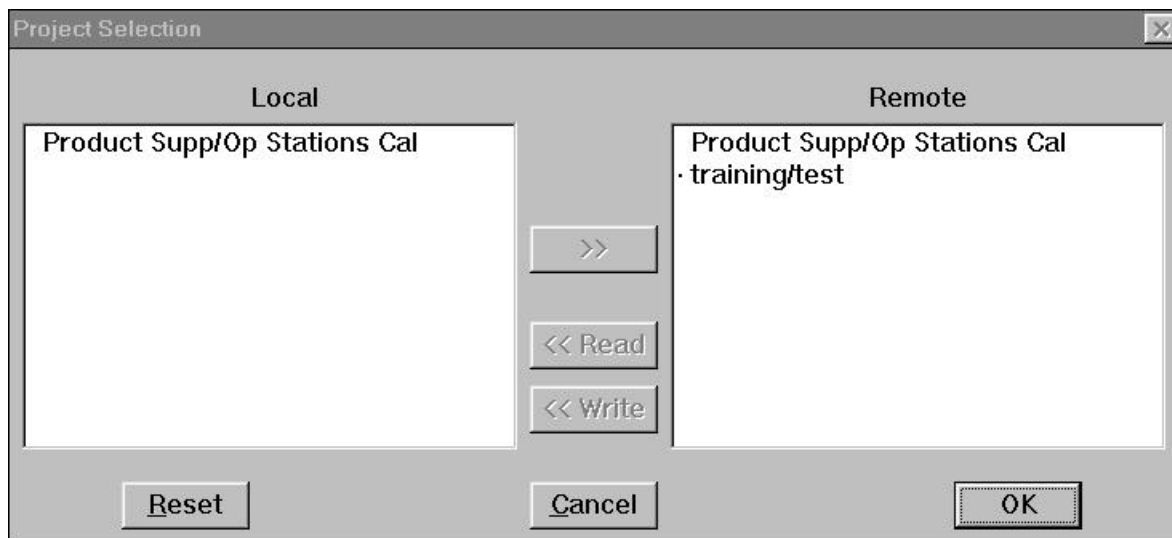 Project Selection
Local
Remote
Product Supp/Op Stations Cal
Product Supp/Op Stations Cal
· training/test
>>
<< Read
<< Write
Reset
Cancel
OK